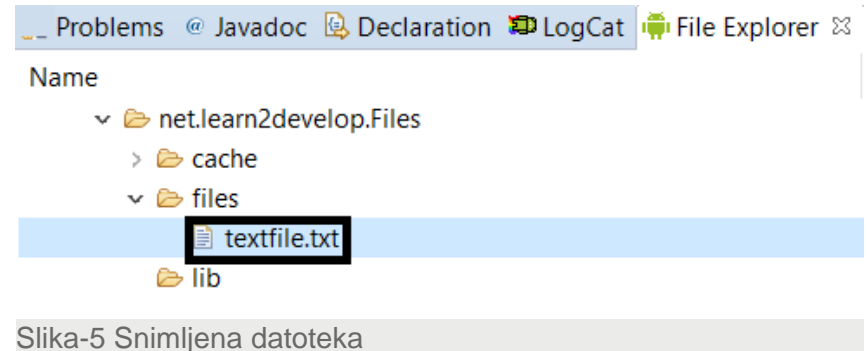 Problems @ Javadoc Declaration LogCat File Explorer
Name
net.learn2develop.Files
cache
files
textfile.txt
lib
Slika-5 Snimljena datoteka